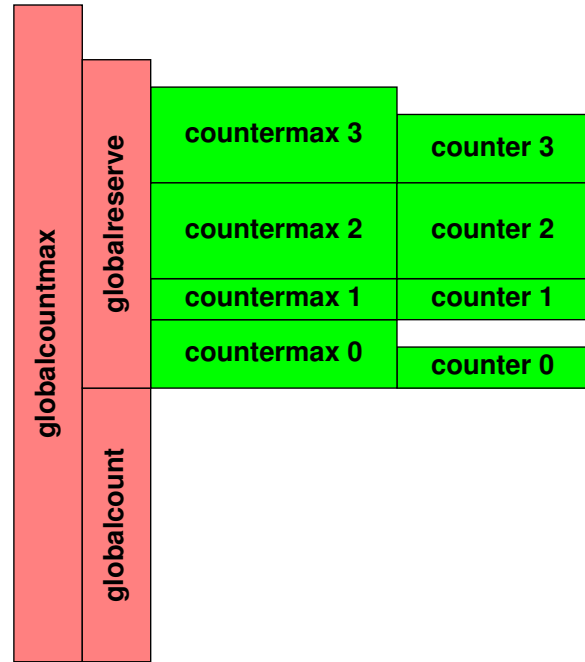 globalcountmax
globalreserve
globalcount
countermax 3
counter 3
countermax 2
counter 2
countermax 1
counter 1
countermax 0
counter 0